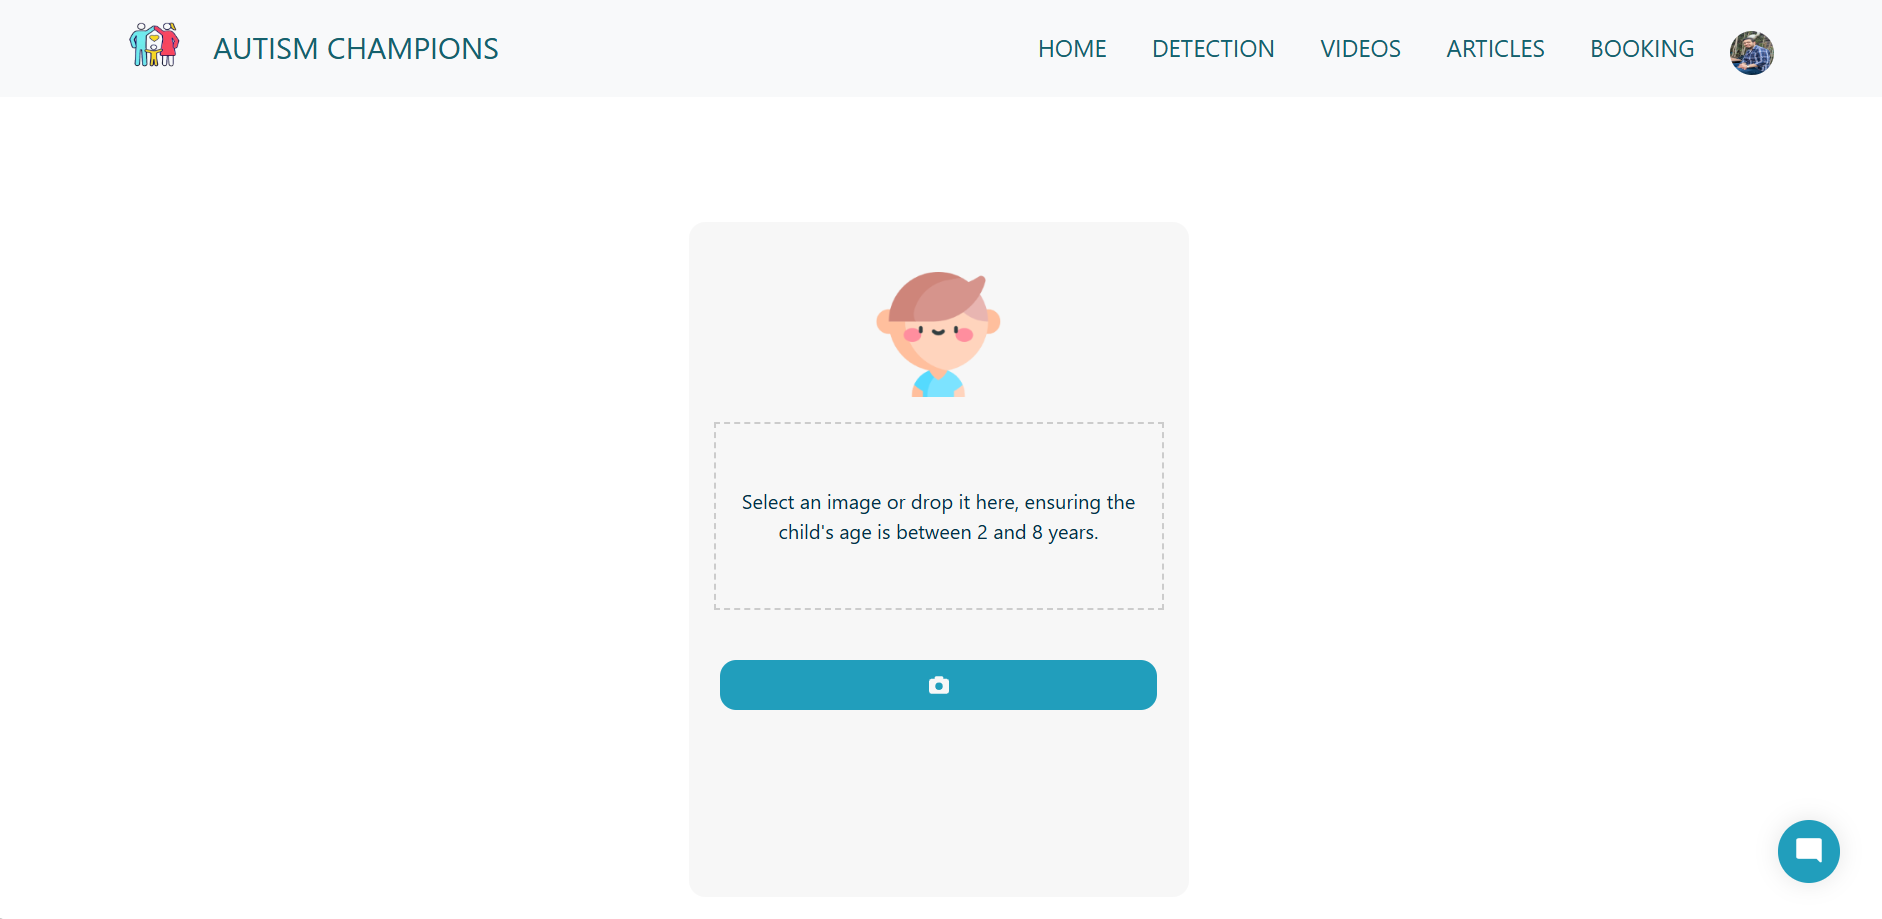 AUTISM CHAMPIONS
HOME
DETECTION
VIDEOS
ARTICLES
BOOKING
Select an image or drop it here, ensuring the
child's age is between 2 and 8 years.